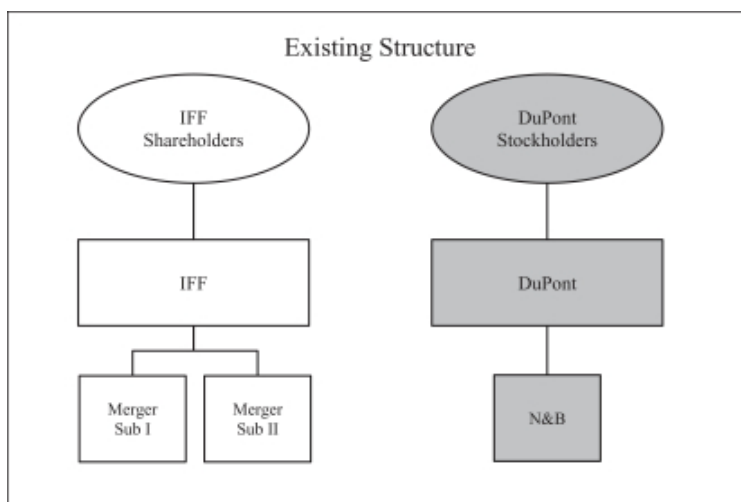 Existing Structure
IFF
Shareholders
DuPont
Stockholders
IFF
DuPont
Merger
Sub I
Merger
Sub II
N&B